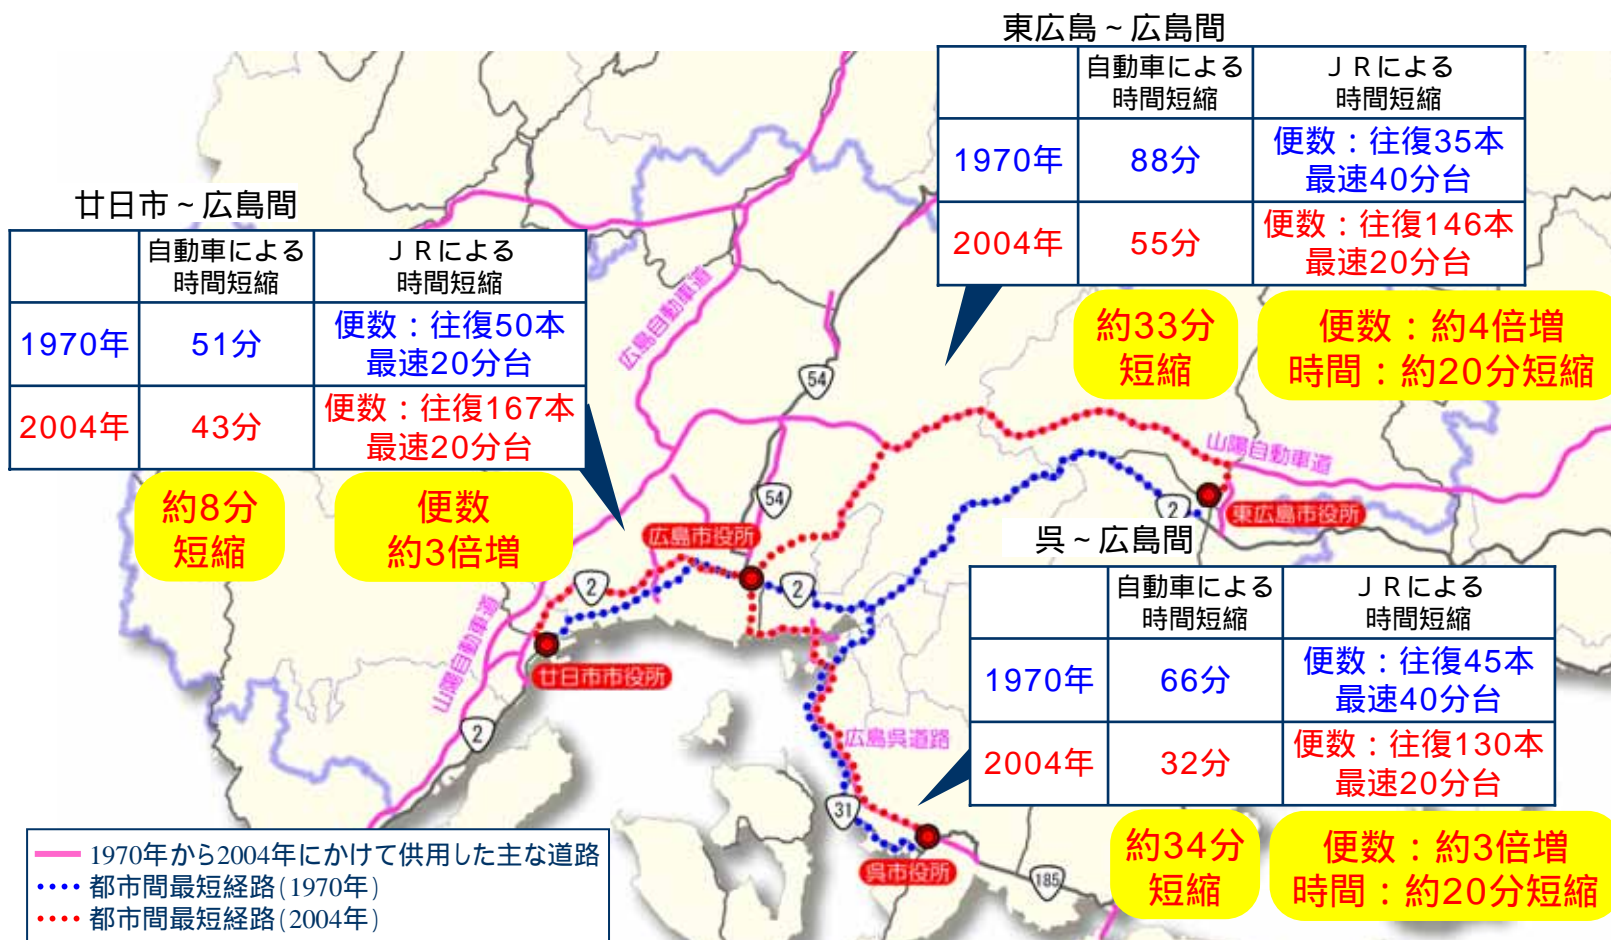 東広島~広島間
自動車による
時間短縮
ＪＲによる
時間短縮
1970年
88分
便数：往復35本
最速40分台
2004年
55分
便数：往復146本
最速20分台
約33分
短縮
便数：約4倍増
時間：約20分短縮
廿日市~広島間
自動車による
時間短縮
ＪＲによる
時間短縮
1970年
51分
便数：往復50本
最速20分台
2004年
43分
便数：往復167本
最速20分台
約8分
短縮
便数
約3倍増
広島自動車道
54
54
山陽自動車道
2
東広島市役所
広島市役所
2
2
山陽自動車道
廿日市市役所
2
広島呉道路
31
呉市役所
185
呉~広島間
自動車による
時間短縮
ＪＲによる
時間短縮
1970年
66分
便数：往復45本
最速40分台
2004年
32分
便数：往復130本
最速20分台
約34分
短縮
便数：約3倍増
時間：約20分短縮
1970年から2004年にかけて供用した主な道路
都市間最短経路(1970年)
都市間最短経路(2004年)